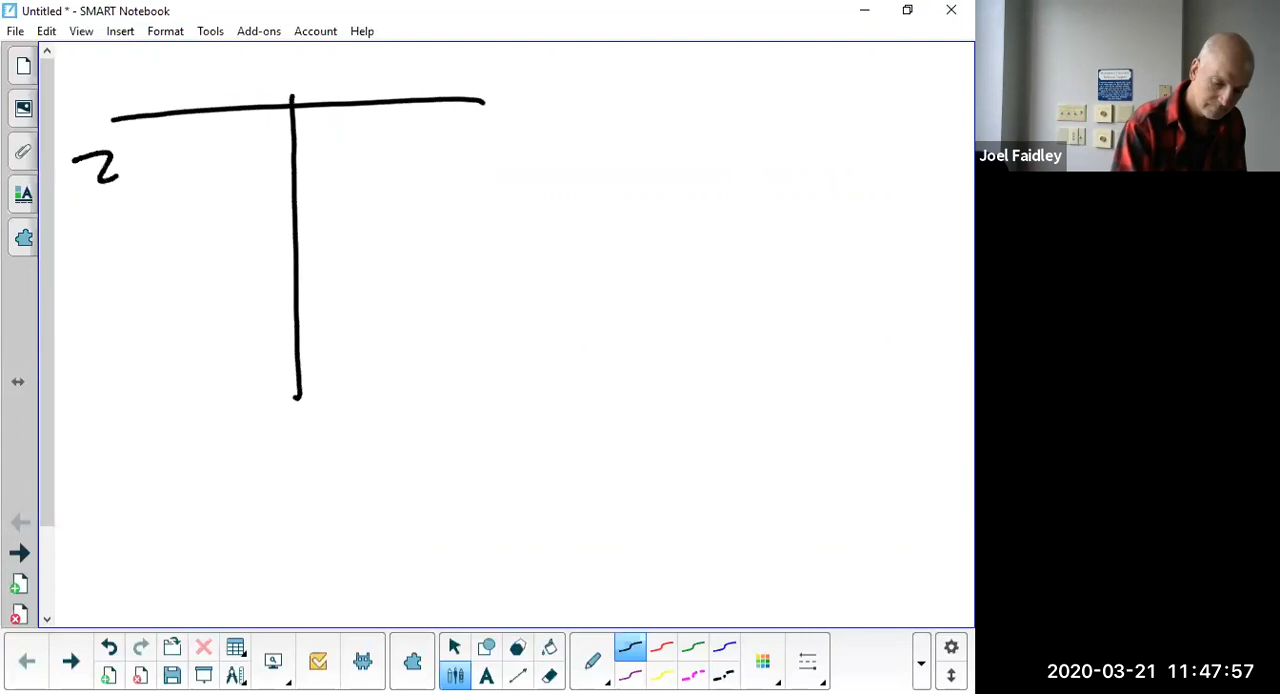 Untitled * - SMART Notebook
File Edit View Insert Format Tools Add-ons Account Help
2
Joel Faidley
2020-03-21 11:47:57